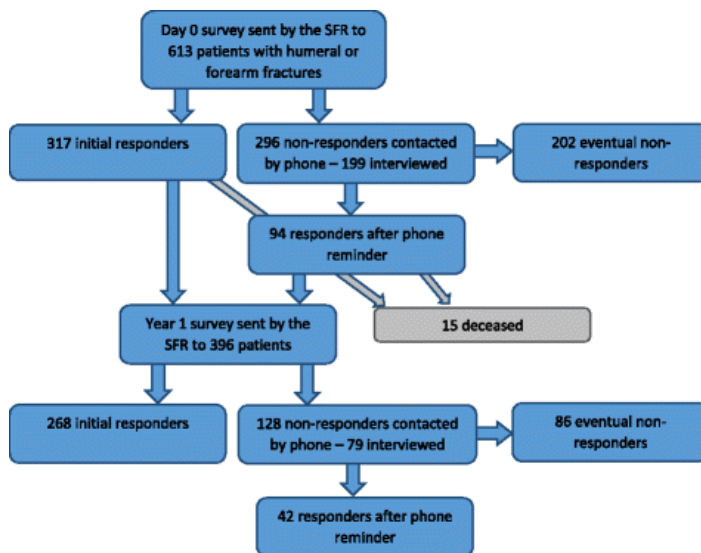 Day 0 survey sent by the SFR to
613 patients with humeral or
forearm fractures
317 initial responders
296 non-responders contacted
by phone – 199 interviewed
202 eventual non-
responders
94 responders after phone
reminder
15 deceased
Year 1 survey sent by the
SFR to 396 patients
268 initial responders
128 non-responders contacted
by phone – 79 interviewed
86 eventual non-
responders
42 responders after phone
reminder